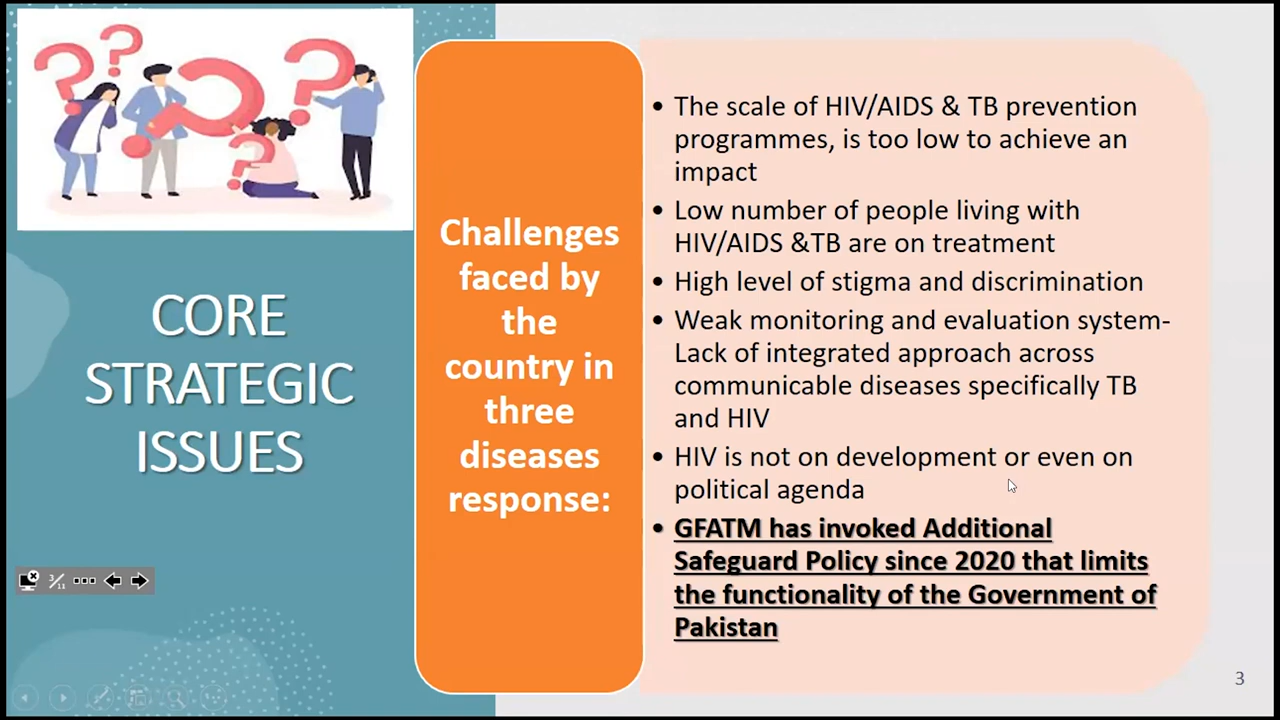 CORE
STRATEGIC
ISSUES
Challenges
faced by
the
country in
three
diseases
response:
• The scale of HIV/AIDS & TB prevention
programmes, is too low to achieve an
impact
• Low number of people living with
HIV/AIDS &TB are on treatment
• High level of stigma and discrimination
• Weak monitoring and evaluation system-
Lack of integrated approach across
communicable diseases specifically TB
and HIV
• HIV is not on development or even on
political agenda
• GFATM has invoked Additional
Safeguard Policy since 2020 that limits
the functionality of the Government of
Pakistan
3/11
3